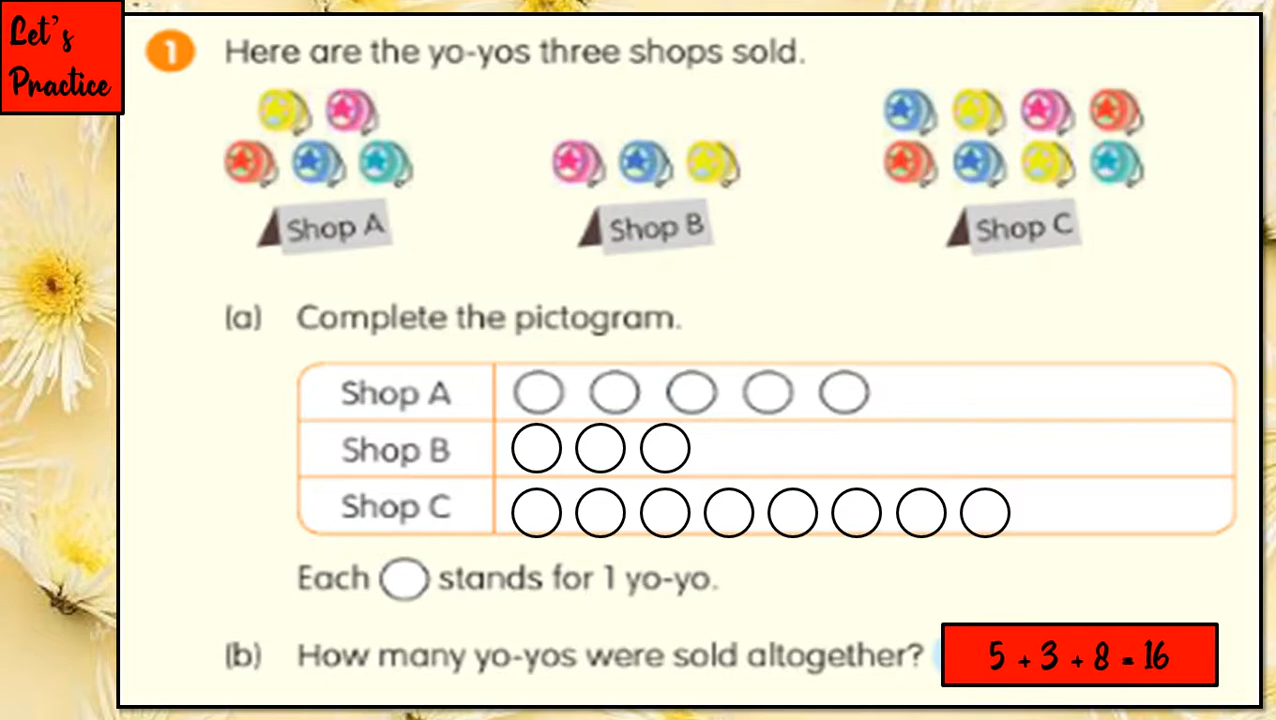 Let's
Practice
1 Here are the yo-yos three shops sold.
Shop A
Shop B
Shop C
(a) Complete the pictogram.
Shop A
Shop B
Shop C
Each stands for 1 yo-yo.
(b) How many yo-yos were sold altogether?
5 + 3 + 8 = 16